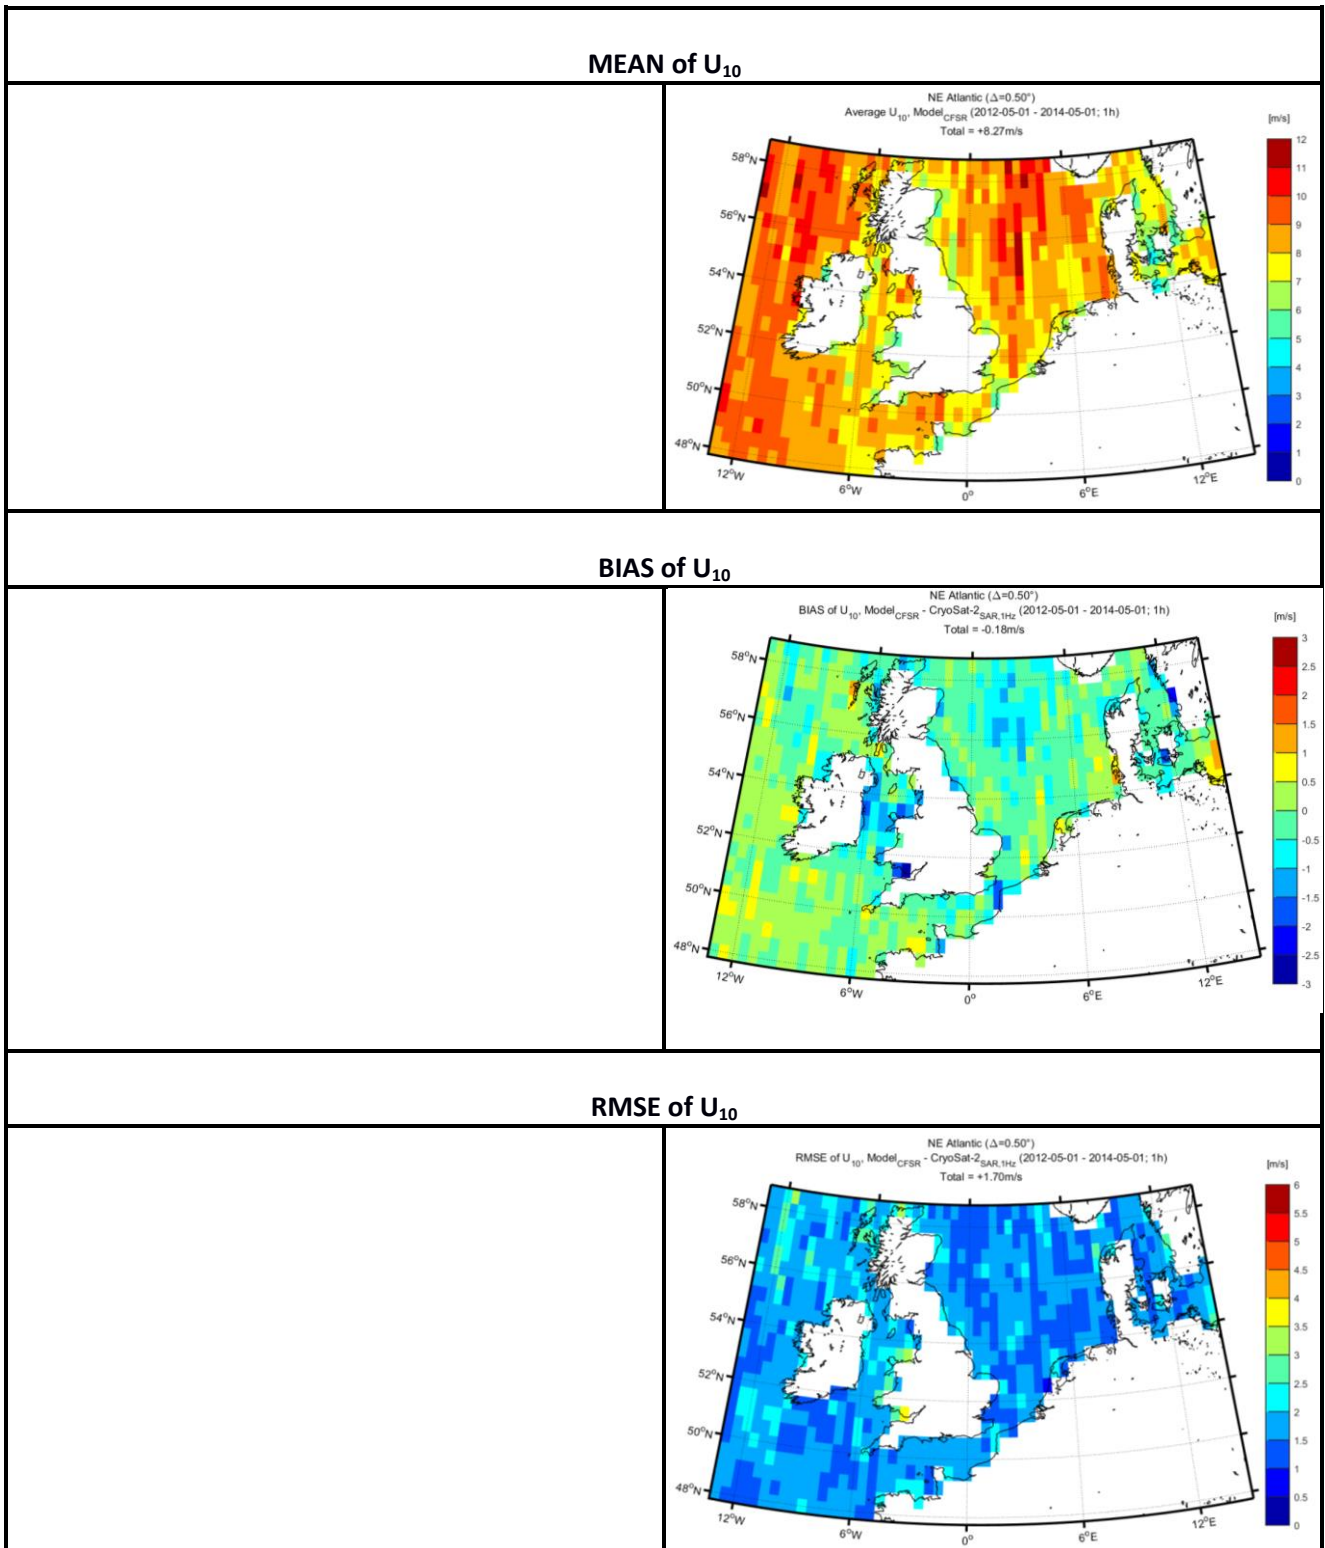 MEAN of U₁₀
NE Atlantic (Δ=0.50°)
Average U₁₀, Model_CFSR (2012-05-01 - 2014-05-01; 1h)
Total = +8.27m/s
[m/s]
58°N
56°N
54°N
52°N
50°N
48°N
12°W
6°W
0°
6°E
12°E
12
11
10
9
8
7
6
5
4
3
2
1
0
BIAS of U₁₀
NE Atlantic (Δ=0.50°)
BIAS of U₁₀, Model_CFSR - CryoSat-2_SAR,1Hz (2012-05-01 - 2014-05-01; 1h)
Total = -0.18m/s
[m/s]
58°N
56°N
54°N
52°N
50°N
48°N
12°W
6°W
0°
6°E
12°E
3
2.5
2
1.5
1
0.5
0
-0.5
-1
-1.5
-2
-2.5
-3
RMSE of U₁₀
NE Atlantic (Δ=0.50°)
RMSE of U₁₀, Model_CFSR - CryoSat-2_SAR,1Hz (2012-05-01 - 2014-05-01; 1h)
Total = +1.70m/s
[m/s]
58°N
56°N
54°N
52°N
50°N
48°N
12°W
6°W
0°
6°E
12°E
6
5.5
5
4.5
4
3.5
3
2.5
2
1.5
1
0.5
0